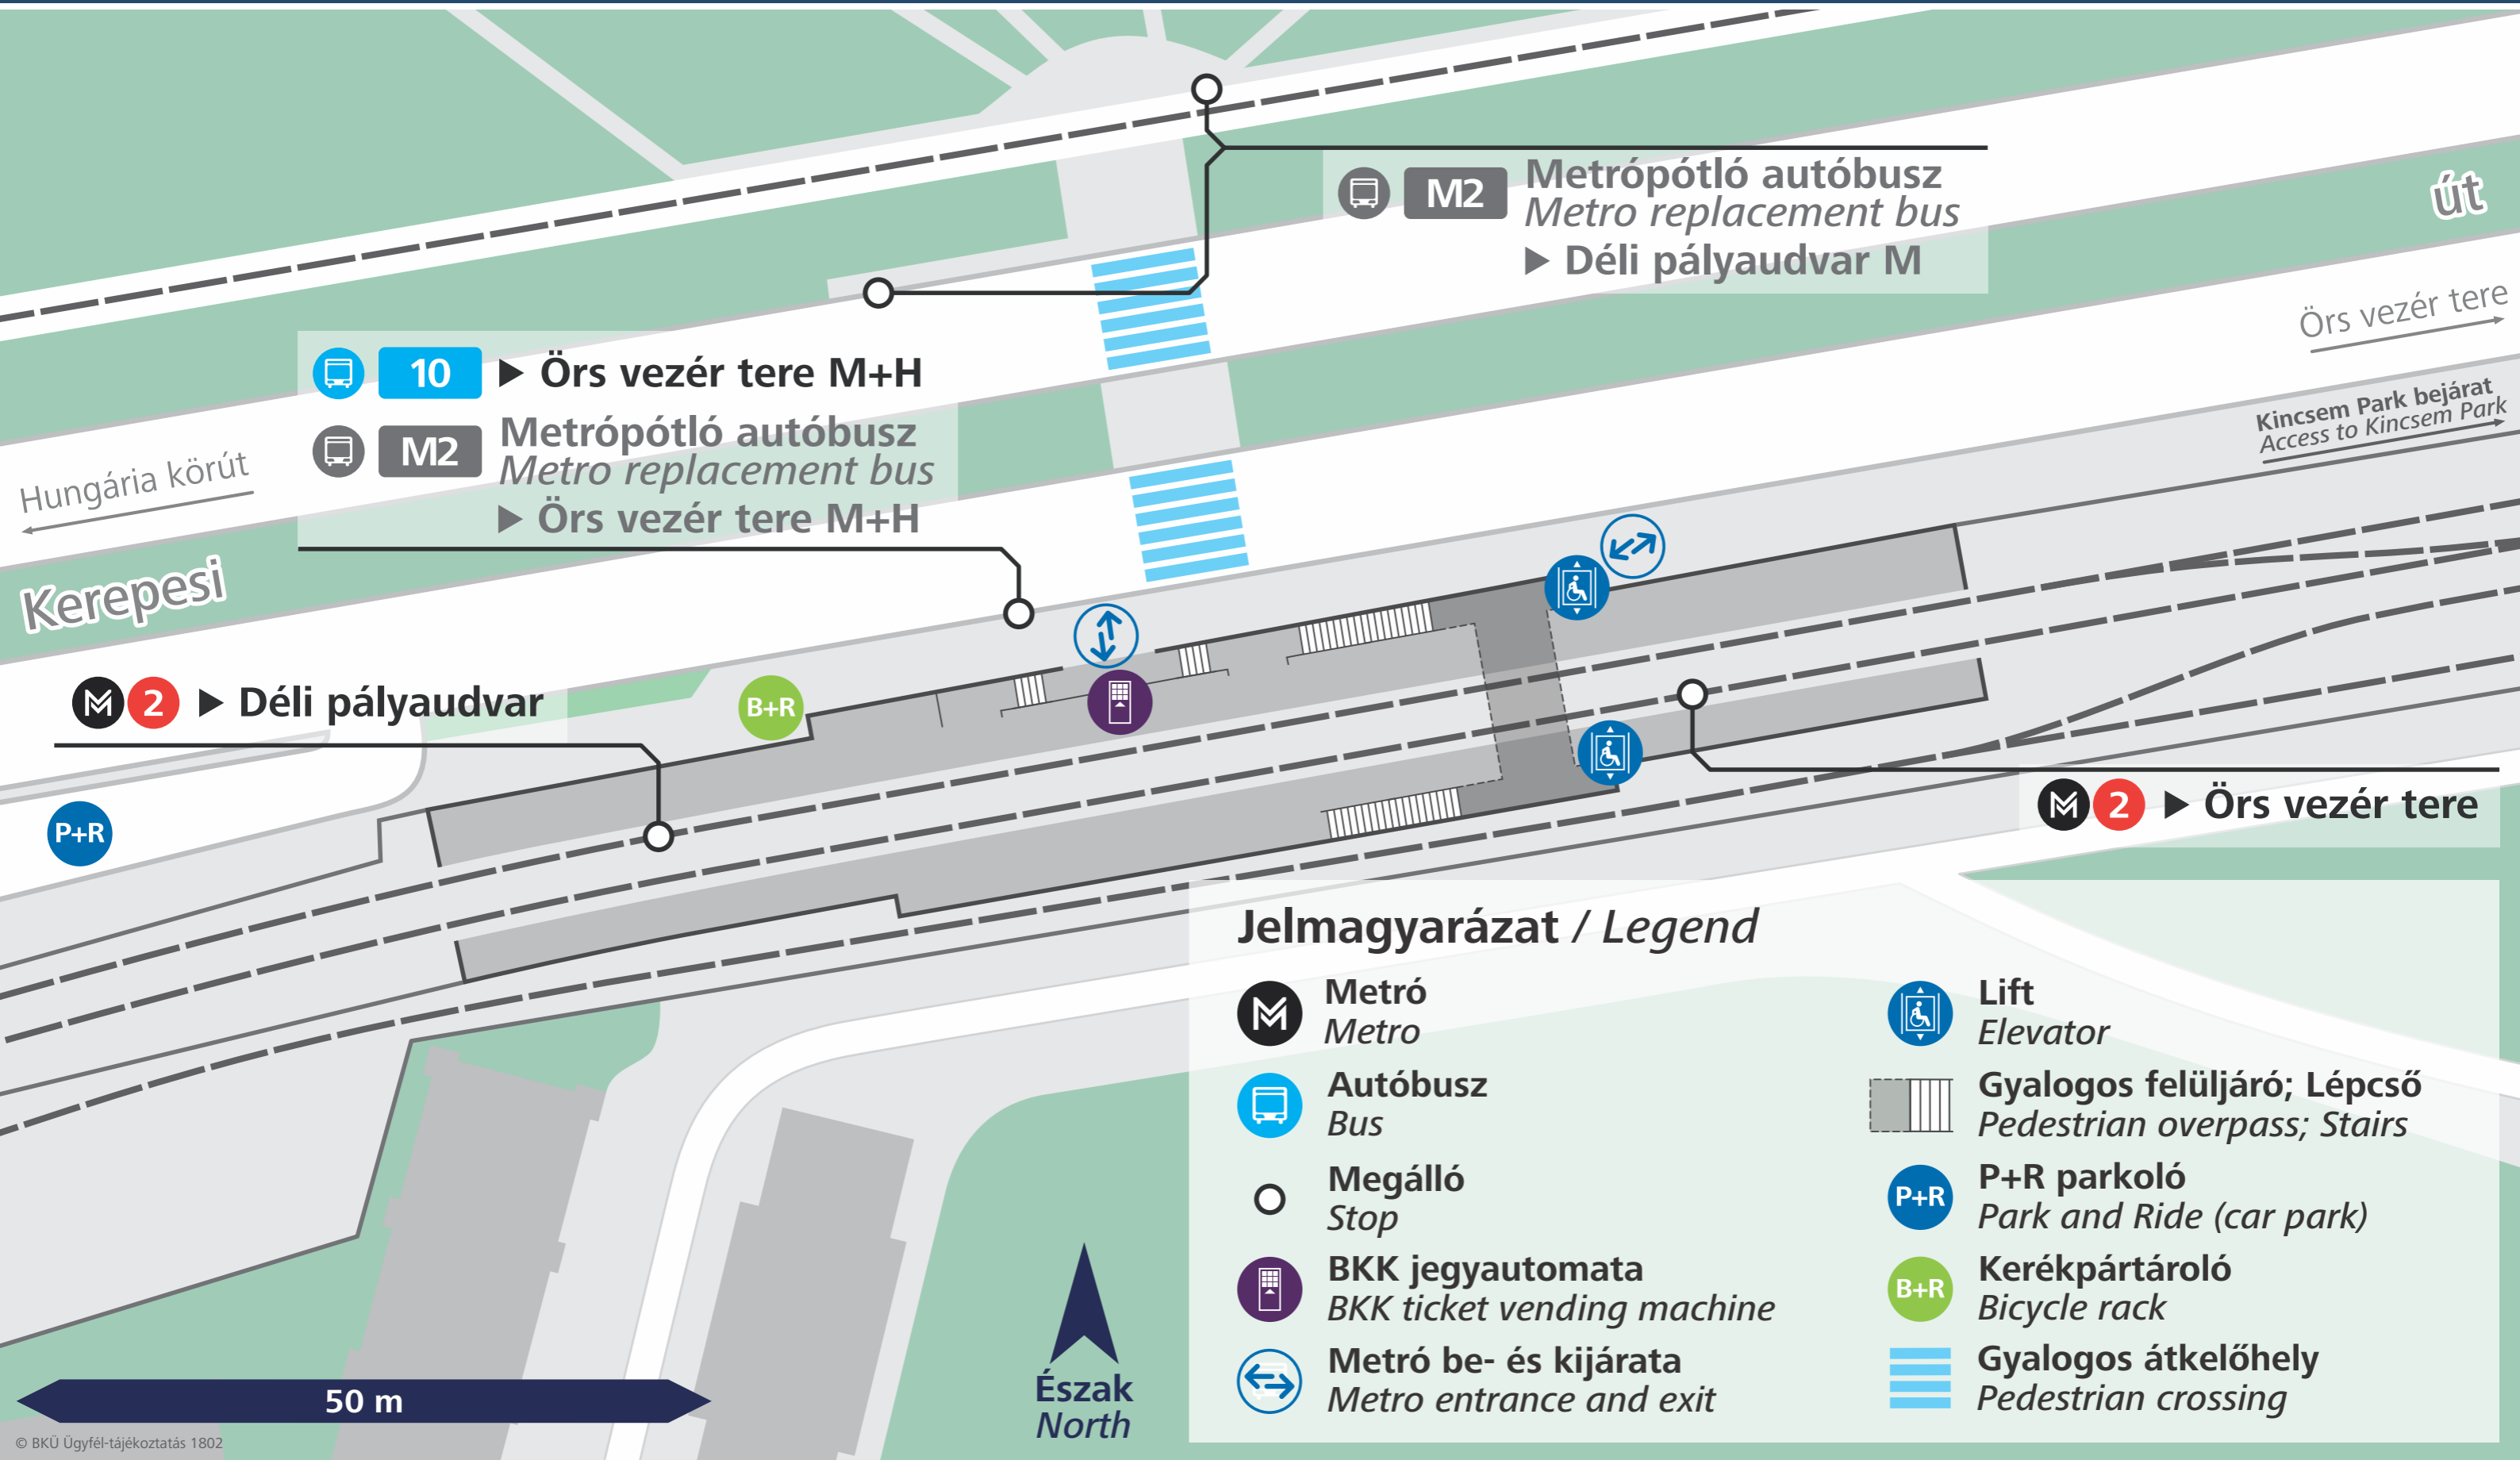 M2
Metrópótló autóbusz
Metro replacement bus
▶ Déli pályaudvar M
út
Örs vezér tere
Kincsem Park bejárat
Access to Kincsem Park
10 ▶ Örs vezér tere M+H
M2
Metrópótló autóbusz
Metro replacement bus
▶ Örs vezér tere M+H
Hungária körút
Kerepesi
M 2 ▶ Déli pályaudvar
B+R
P+R
M 2 ▶ Örs vezér tere
Jelmagyarázat / Legend
Metró
Metro
Autóbusz
Bus
Megálló
Stop
BKK jegyautomata
BKK ticket vending machine
Metró be- és kijárata
Metro entrance and exit
Lift
Elevator
Gyalogos felüljáró; Lépcső
Pedestrian overpass; Stairs
P+R
P+R parkoló
Park and Ride (car park)
B+R
Kerékpártároló
Bicycle rack
Gyalogos átkelőhely
Pedestrian crossing
Észak
North
50 m
© BKÜ Ügyfél-tájékoztatás 1802